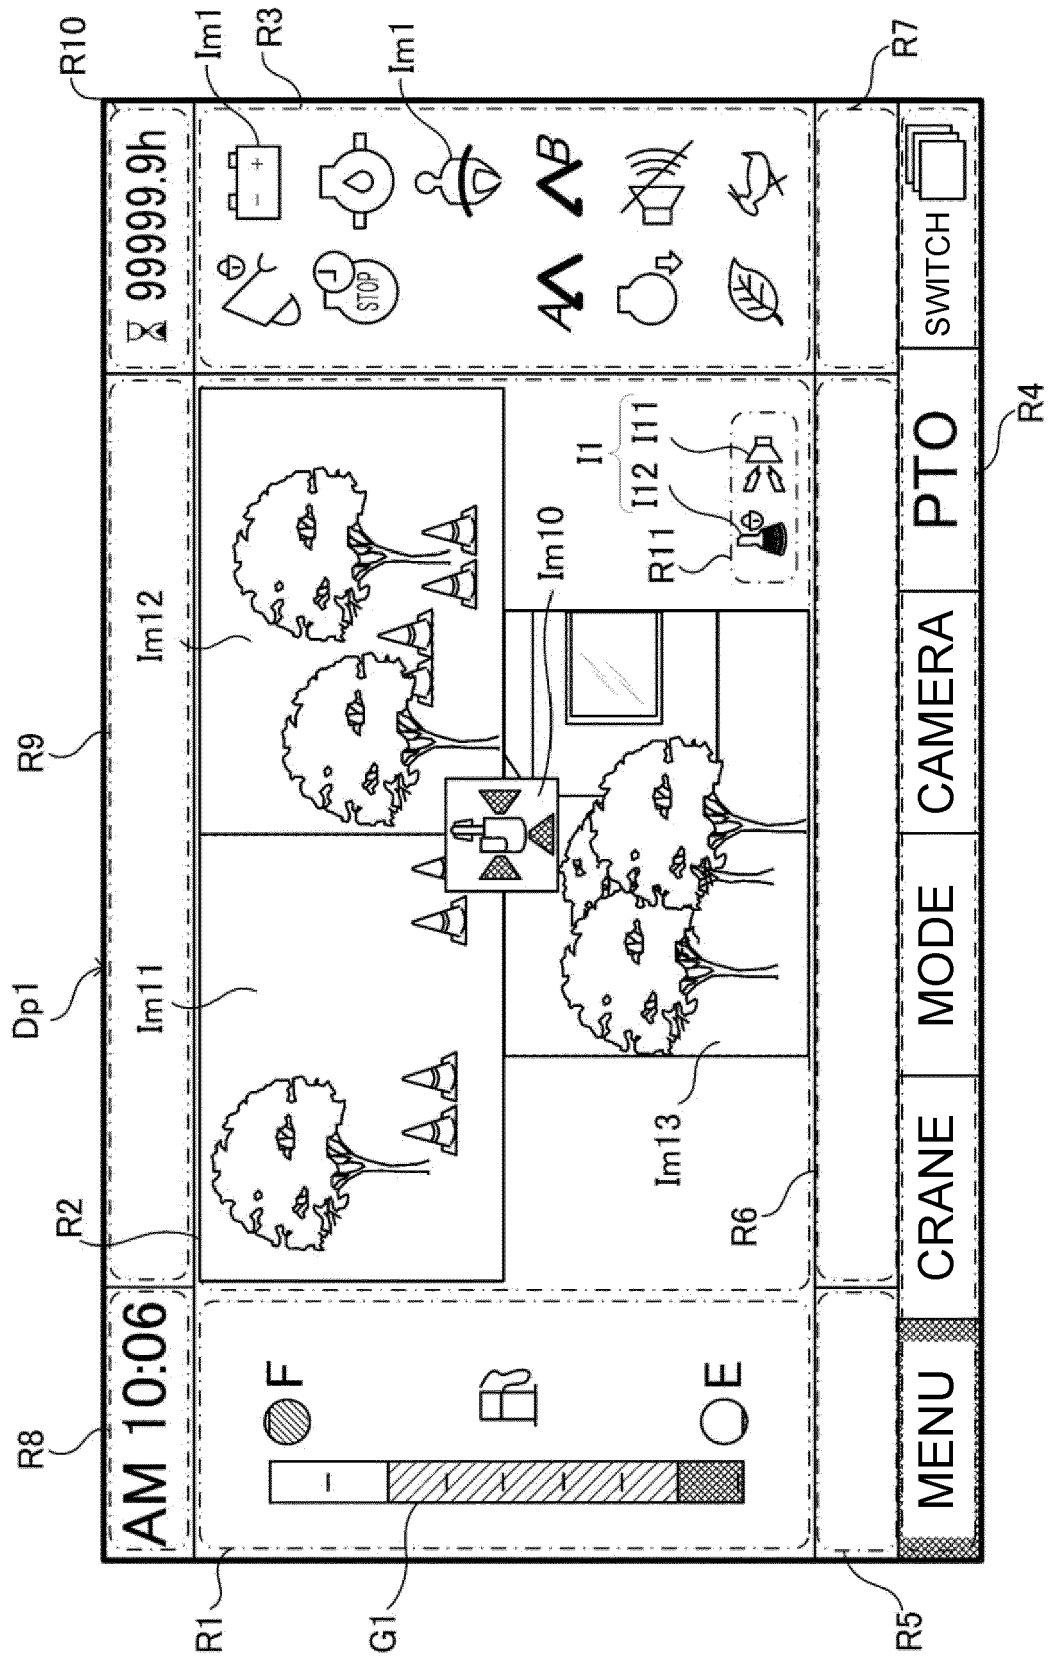 Dp1
R8
R2
R9
R10
AM 10:06
99999.9h
Im11
Im12
Im1
R1
R3
F
E
G1
STOP
Im1
A
B
Im10
Im13
R11
I1
I12
I11
R6
R5
R7
MENU
CRANE
MODE
CAMERA
PTO
SWITCH
R4